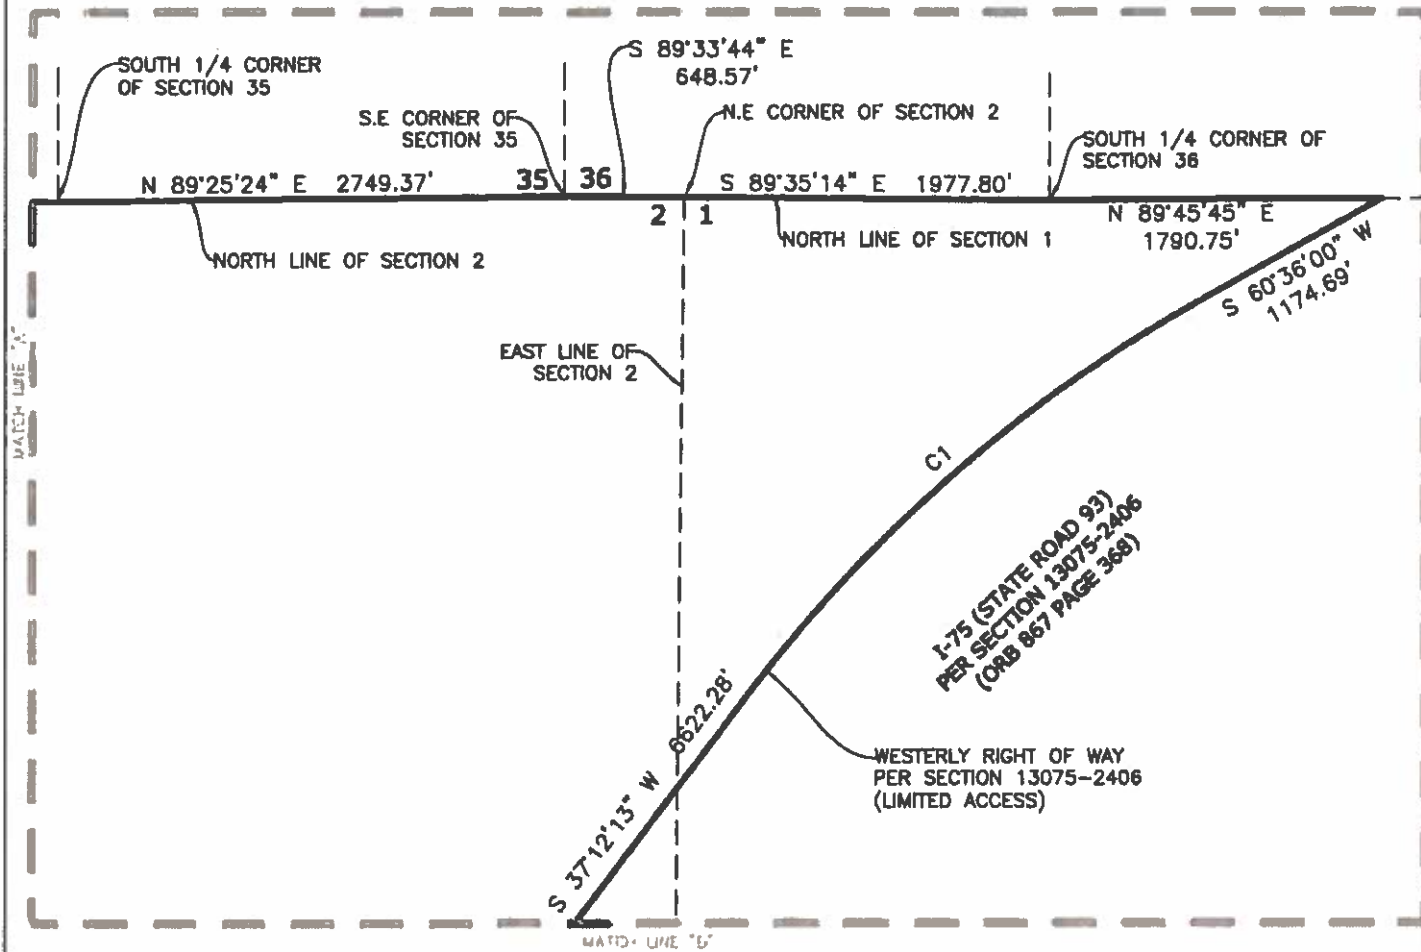 SOUTH 1/4 CORNER
OF SECTION 35
S 89°33'44" E
648.57'
S.E CORNER OF
SECTION 35
N.E CORNER OF SECTION 2
SOUTH 1/4 CORNER OF
SECTION 36
N 89°25'24" E 2749.37'
35 36
S 89°35'14" E 1977.80'
2 1
N 89°45'45" E
1790.75'
NORTH LINE OF SECTION 2
NORTH LINE OF SECTION 1
S 60°36'00" W
1174.69'
MATCH LINE "A"
EAST LINE OF
SECTION 2
C1
I-75 (STATE ROAD 93)
PER SECTION 13075-2406
(ORB 867 PAGE 368)
S 37°12'13" W 6622.28'
WESTERLY RIGHT OF WAY
PER SECTION 13075-2406
(LIMITED ACCESS)
MATCH LINE